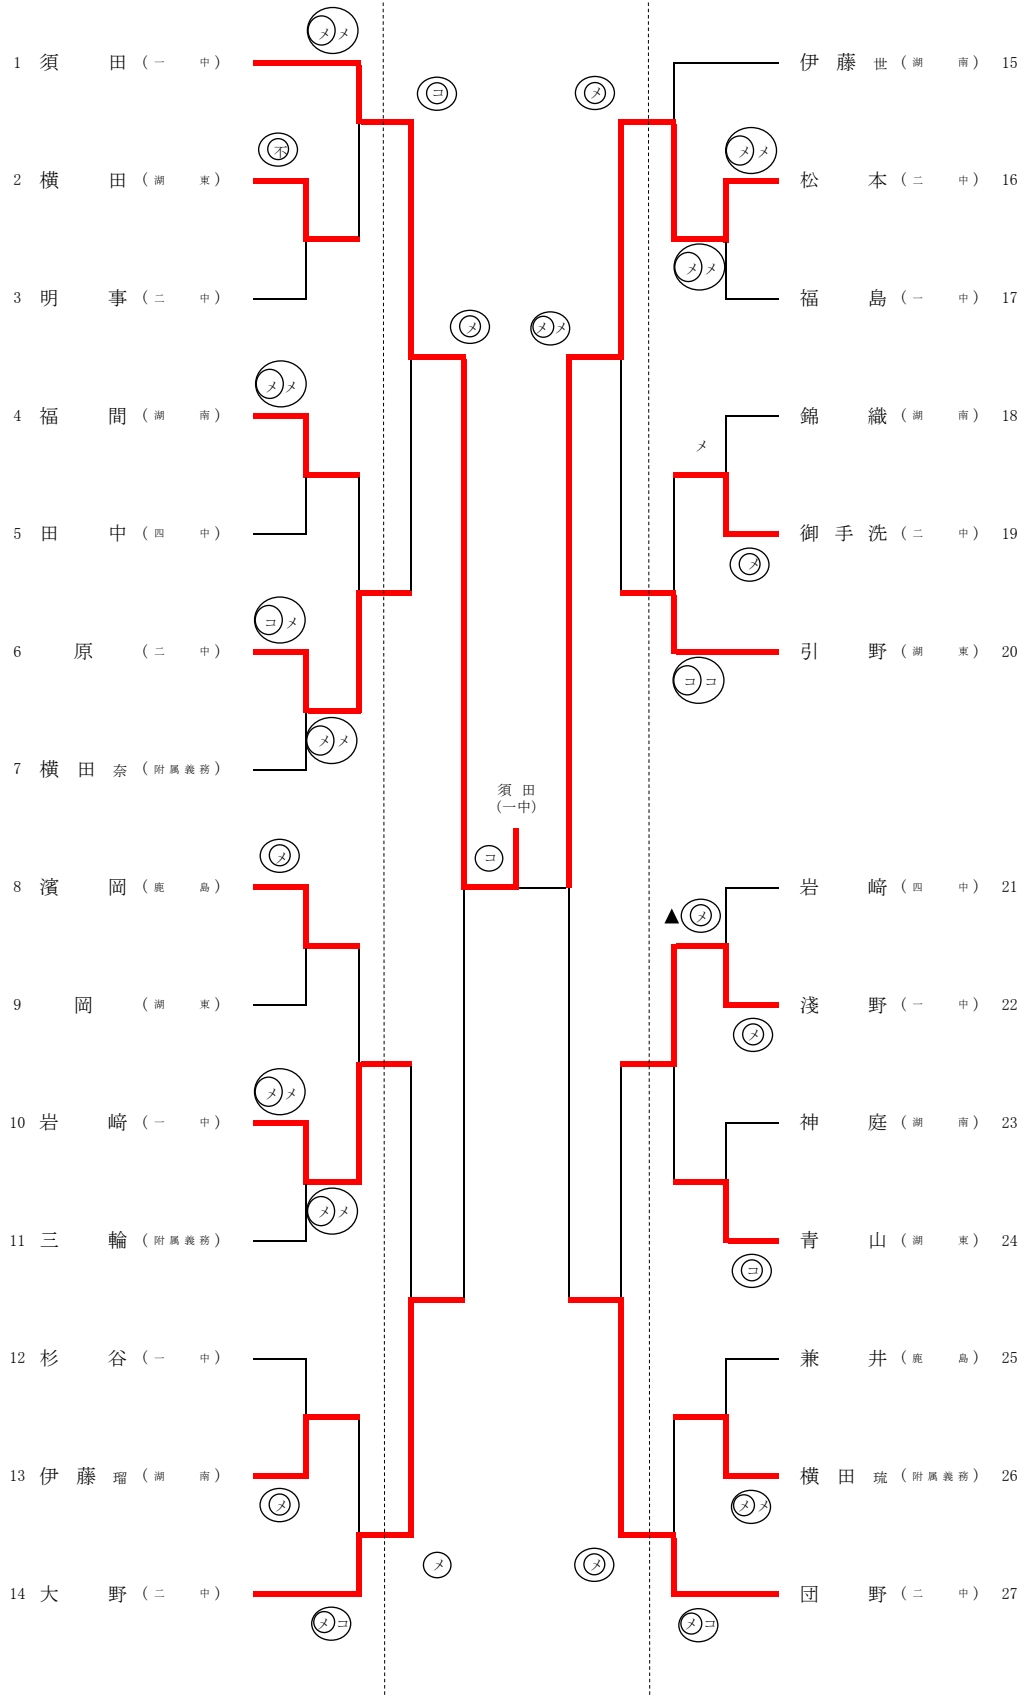 メメ
1 須田（一中）
コ
不
2 横田（湖東）
3 明事（二中）
メ
メメ
4 福間（湖南）
5 田中（四中）
コメ
6 原（二中）
メメ
7 横田奈（附属義務）
須田
(一中)
メ
コ
8 濱岡（鹿島）
9 岡（湖東）
メメ
10 岩﨑（一中）
メメ
11 三輪（附属義務）
12 杉谷（一中）
13 伊藤瑠（湖南）
メ
メ
14 大野（二中）
メコ
伊藤世（湖南） 15
メ
メメ
松本（二中） 16
メメ
福島（一中） 17
メメ
錦織（湖南） 18
メ
御手洗（二中） 19
メ
引野（湖東） 20
ココ
岩﨑（四中） 21
▲ メ
淺野（一中） 22
メ
神庭（湖南） 23
青山（湖東） 24
コ
兼井（鹿島） 25
横田琉（附属義務） 26
メメ
メ
団野（二中） 27
メコ